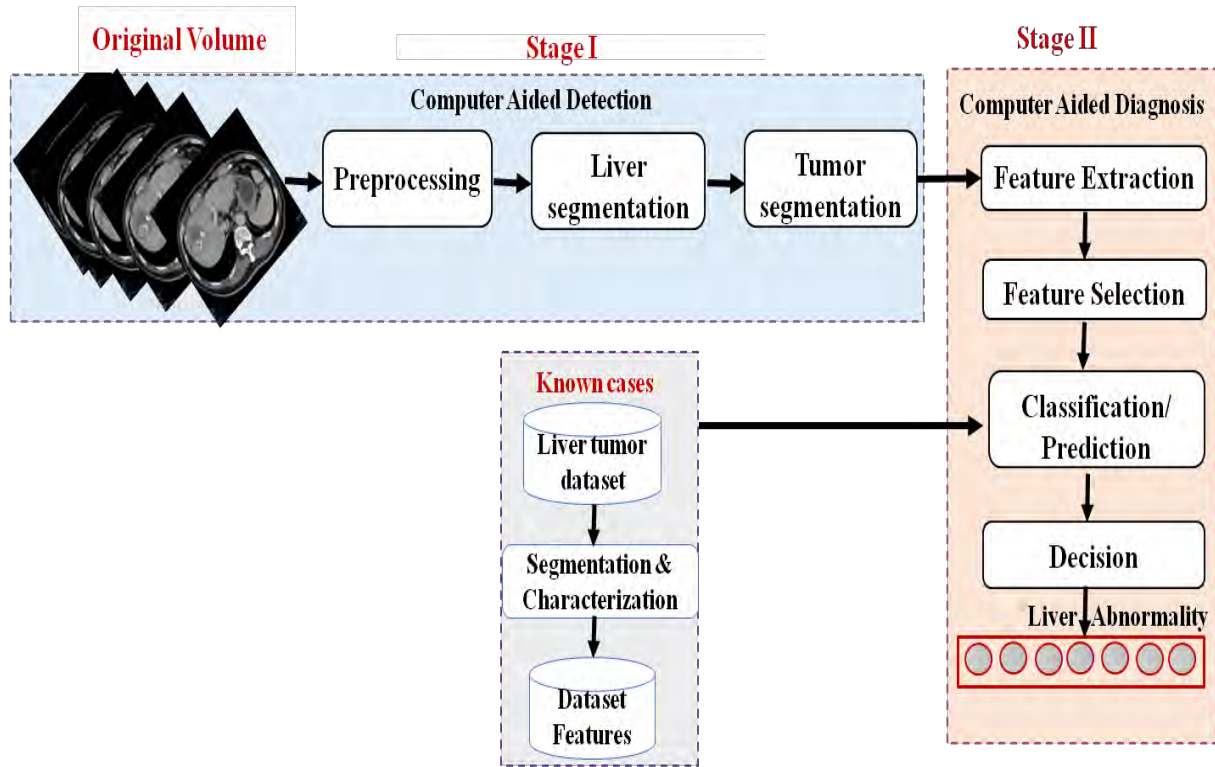 Original Volume
Stage I
Stage II
Computer Aided Detection
Preprocessing
Liver
segmentation
Tumor
segmentation
Computer Aided Diagnosis
Feature Extraction
Feature Selection
Classification/
Prediction
Decision
Liver Abnormality
Known cases
Liver tumor
dataset
Segmentation &
Characterization
Dataset
Features